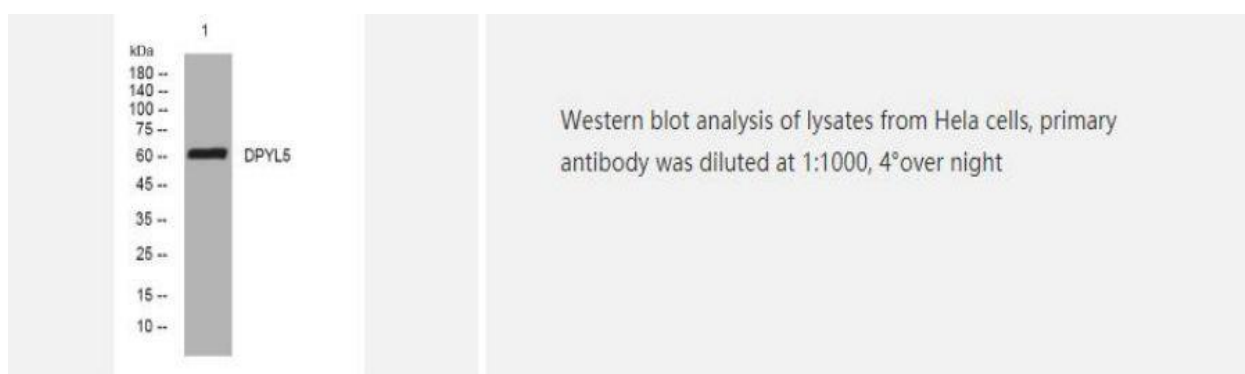 1
kDa
180 --
140 --
100 --
75 --
60 --
DPYL5
45 --
35 --
25 --
15 --
10 --
Western blot analysis of lysates from Hela cells, primary
antibody was diluted at 1:1000, 4°over night